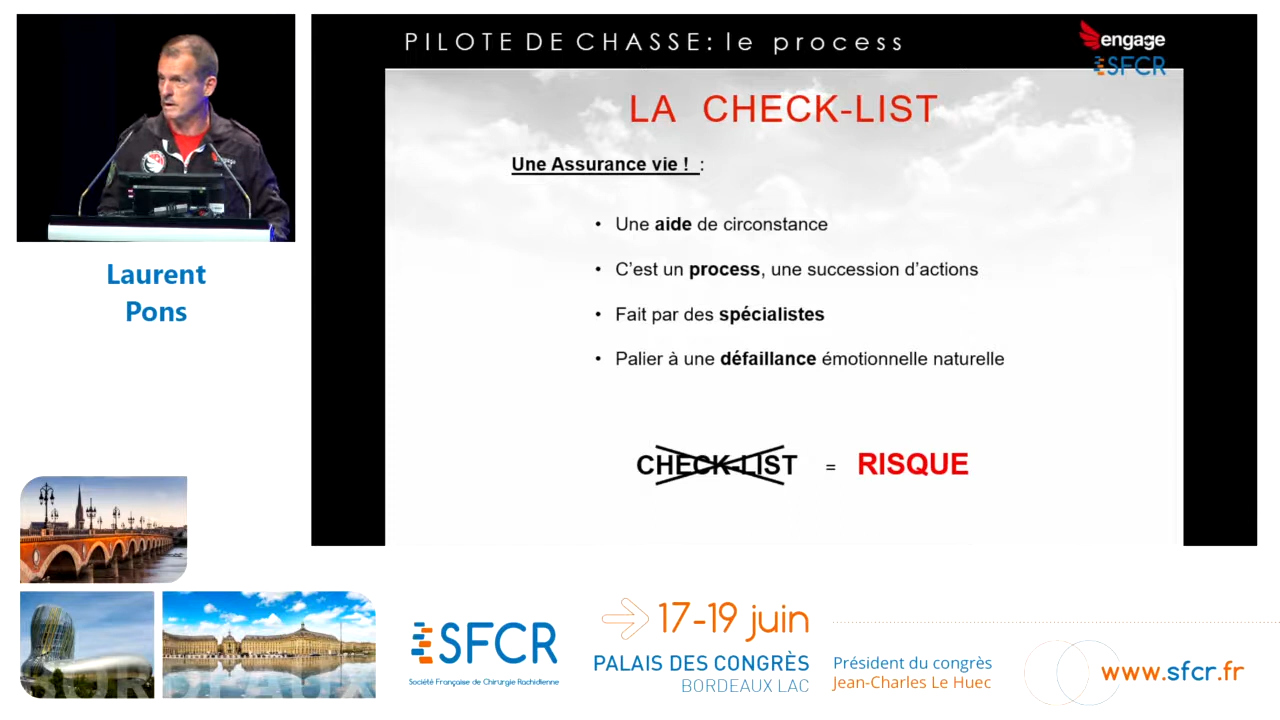 PILOTE DE CHASSE: le process
engage
SFCR
LA CHECK-LIST
Une Assurance vie ! :
• Une aide de circonstance
• C’est un process, une succession d’actions
• Fait par des spécialistes
• Palier à une défaillance émotionnelle naturelle
CHECK-LIST = RISQUE
Laurent
Pons
BORDEAUX
SFCR
Société Française de Chirurgie Rachidienne
17-19 juin
PALAIS DES CONGRÈS
BORDEAUX LAC
Président du congrès
Jean-Charles Le Huec
www.sfcr.fr